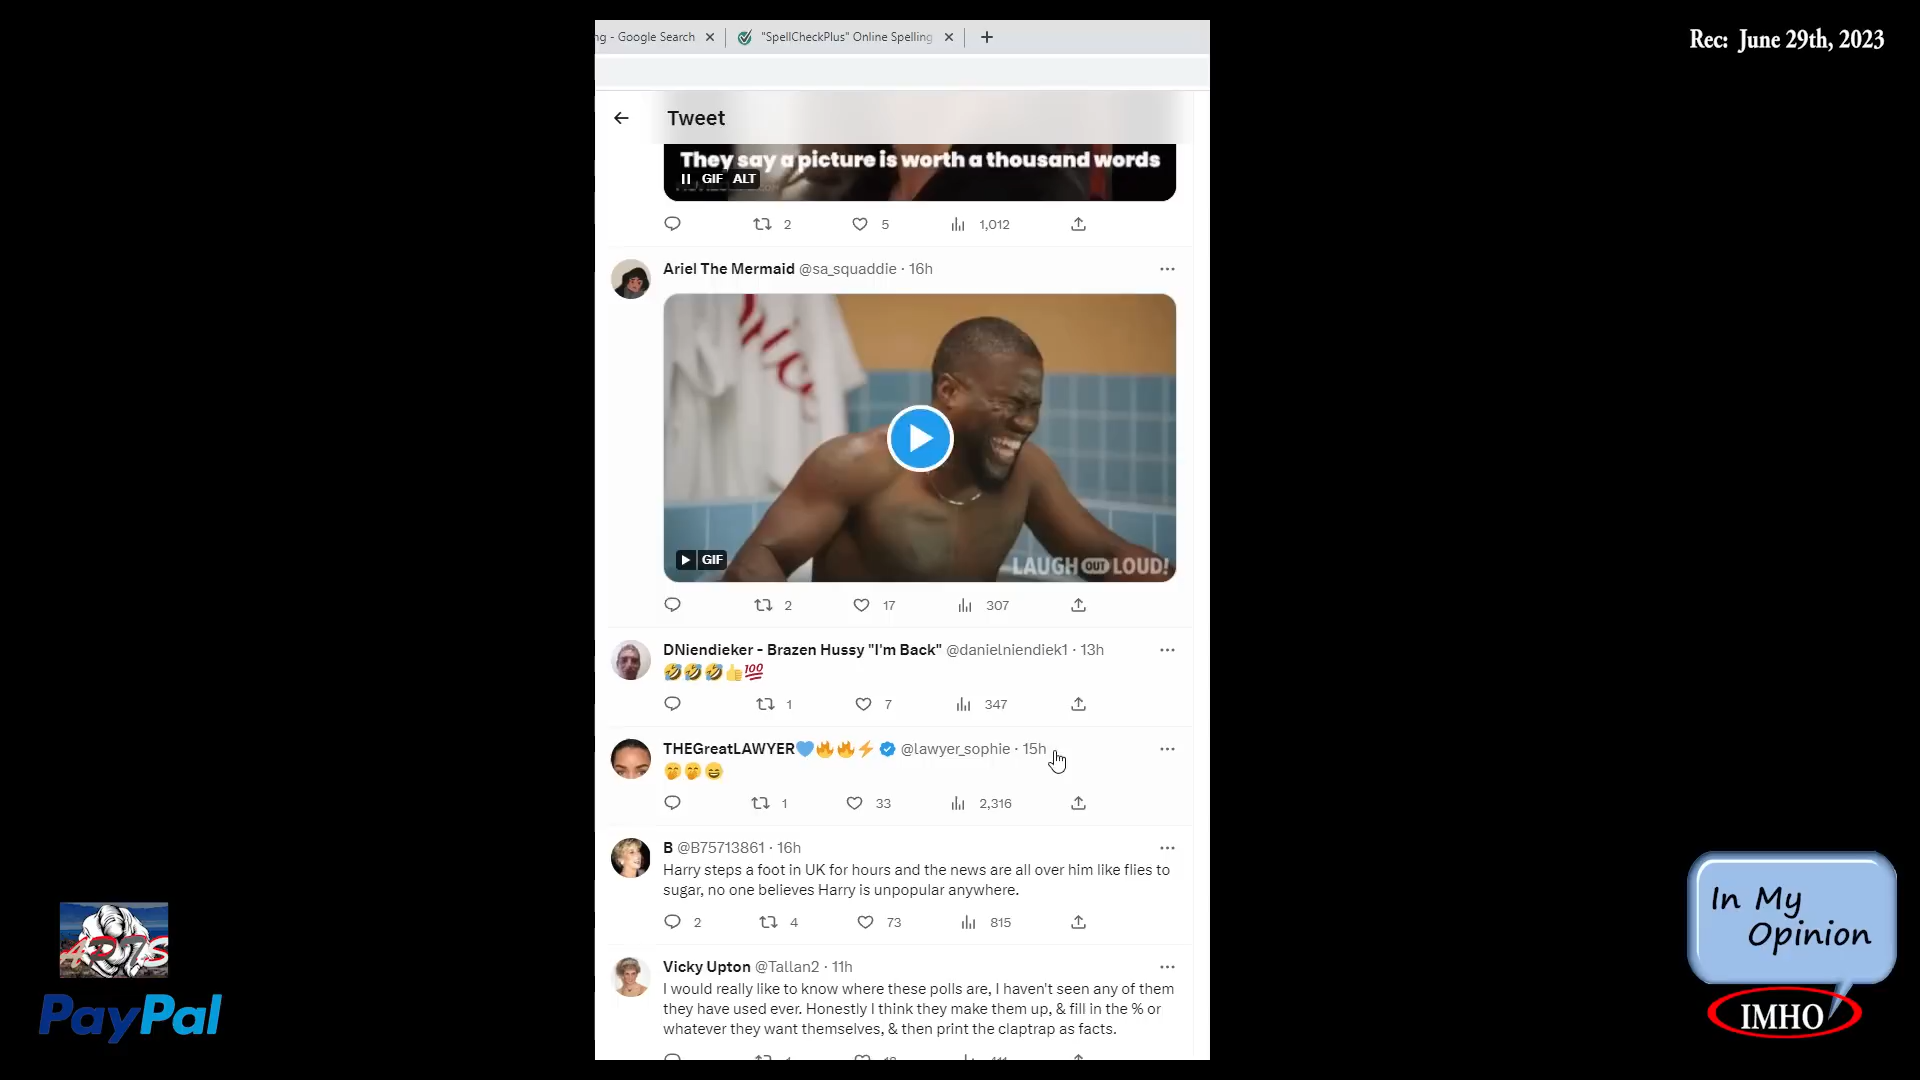 ng - Google Search
"SpellCheckPlus" Online Spelling
Rec: June 29th, 2023
Tweet
They say a picture is worth a thousand words
GIF ALT
2 5 1,012
Ariel The Mermaid @sa_squaddie · 16h
GIF
LAUGH OUT LOUD!
2 17 307
DNiendieker - Brazen Hussy "I'm Back" @danielniendiek1 · 13h
🤣🤣🤣👍💯
1 7 347
THEGreatLAWYER💙🔥🔥⚡ @lawyer_sophie · 15h
🤭🤭😄
1 33 2,316
B @B75713861 · 16h
Harry steps a foot in UK for hours and the news are all over him like flies to
sugar, no one believes Harry is unpopular anywhere.
2 4 73 815
Vicky Upton @Tallan2 · 11h
I would really like to know where these polls are, I haven't seen any of them
they have used ever. Honestly I think they make them up, & fill in the % or
whatever they want themselves, & then print the claptrap as facts.
PayPal
In My
Opinion
IMHO